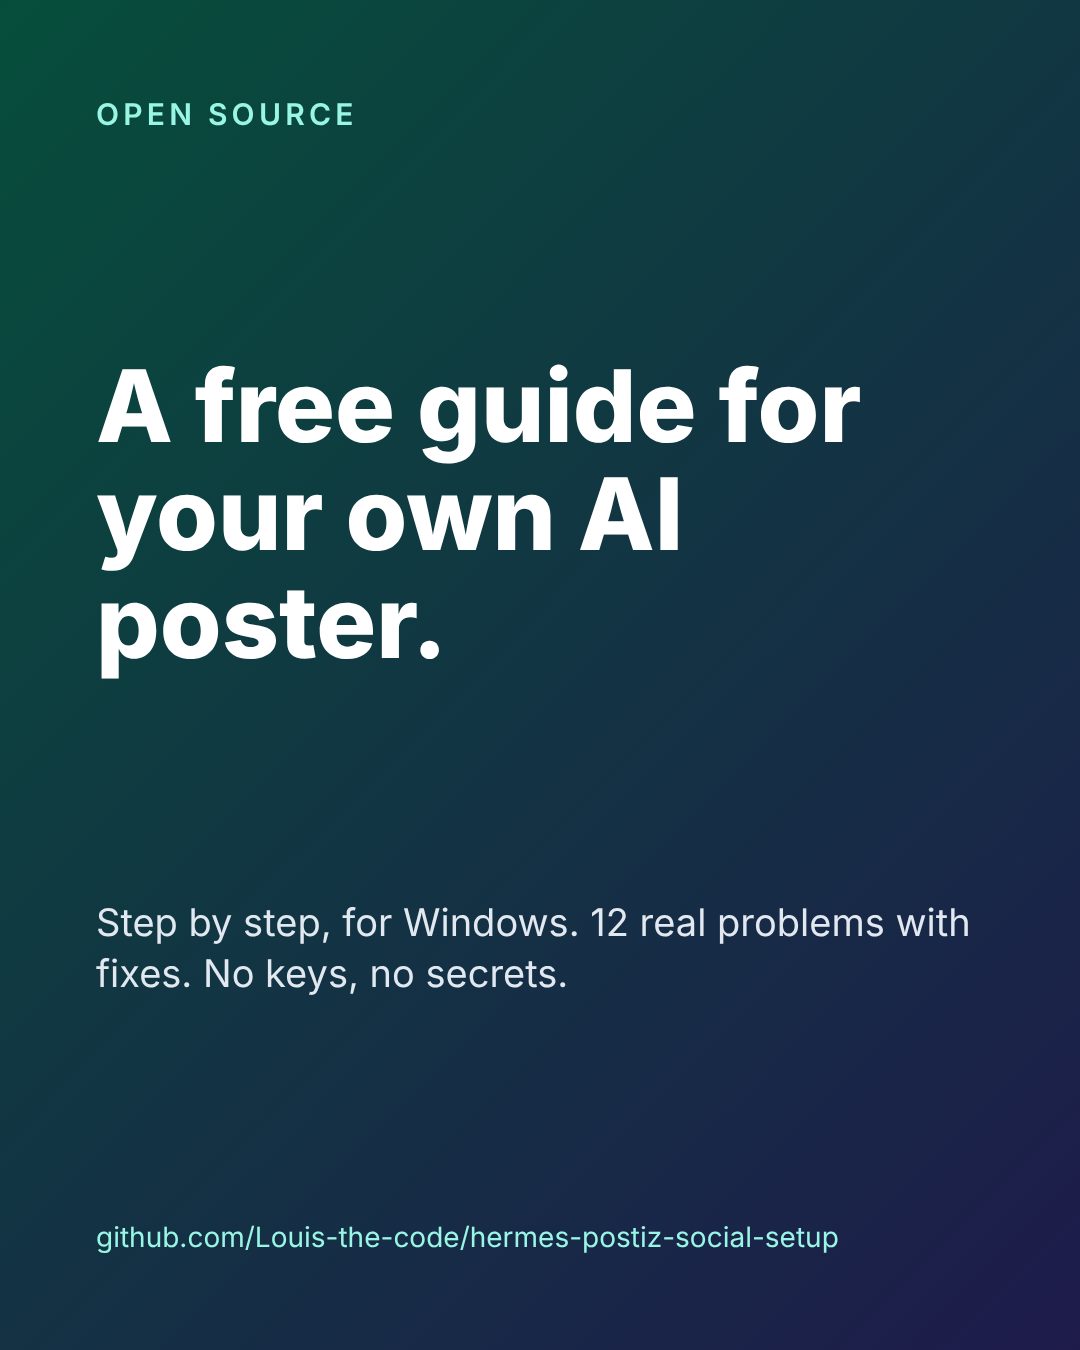 OPEN SOURCE
A free guide for
your own AI
poster.
Step by step, for Windows. 12 real problems with
fixes. No keys, no secrets.
github.com/Louis-the-code/hermes-postiz-social-setup